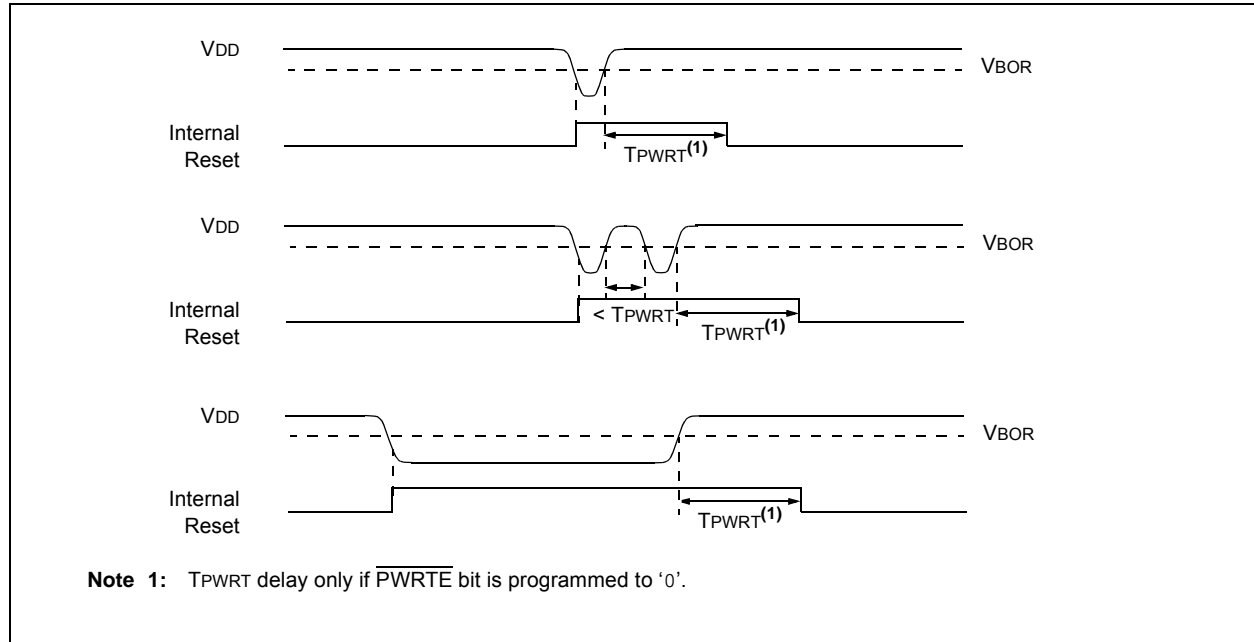 VDD
VBOR
Internal
Reset
TPWRT(1)
VDD
VBOR
Internal
Reset
< TPWRT
TPWRT(1)
VDD
VBOR
Internal
Reset
TPWRT(1)
Note 1: TPWRT delay only if PWRTE bit is programmed to ‘0’.